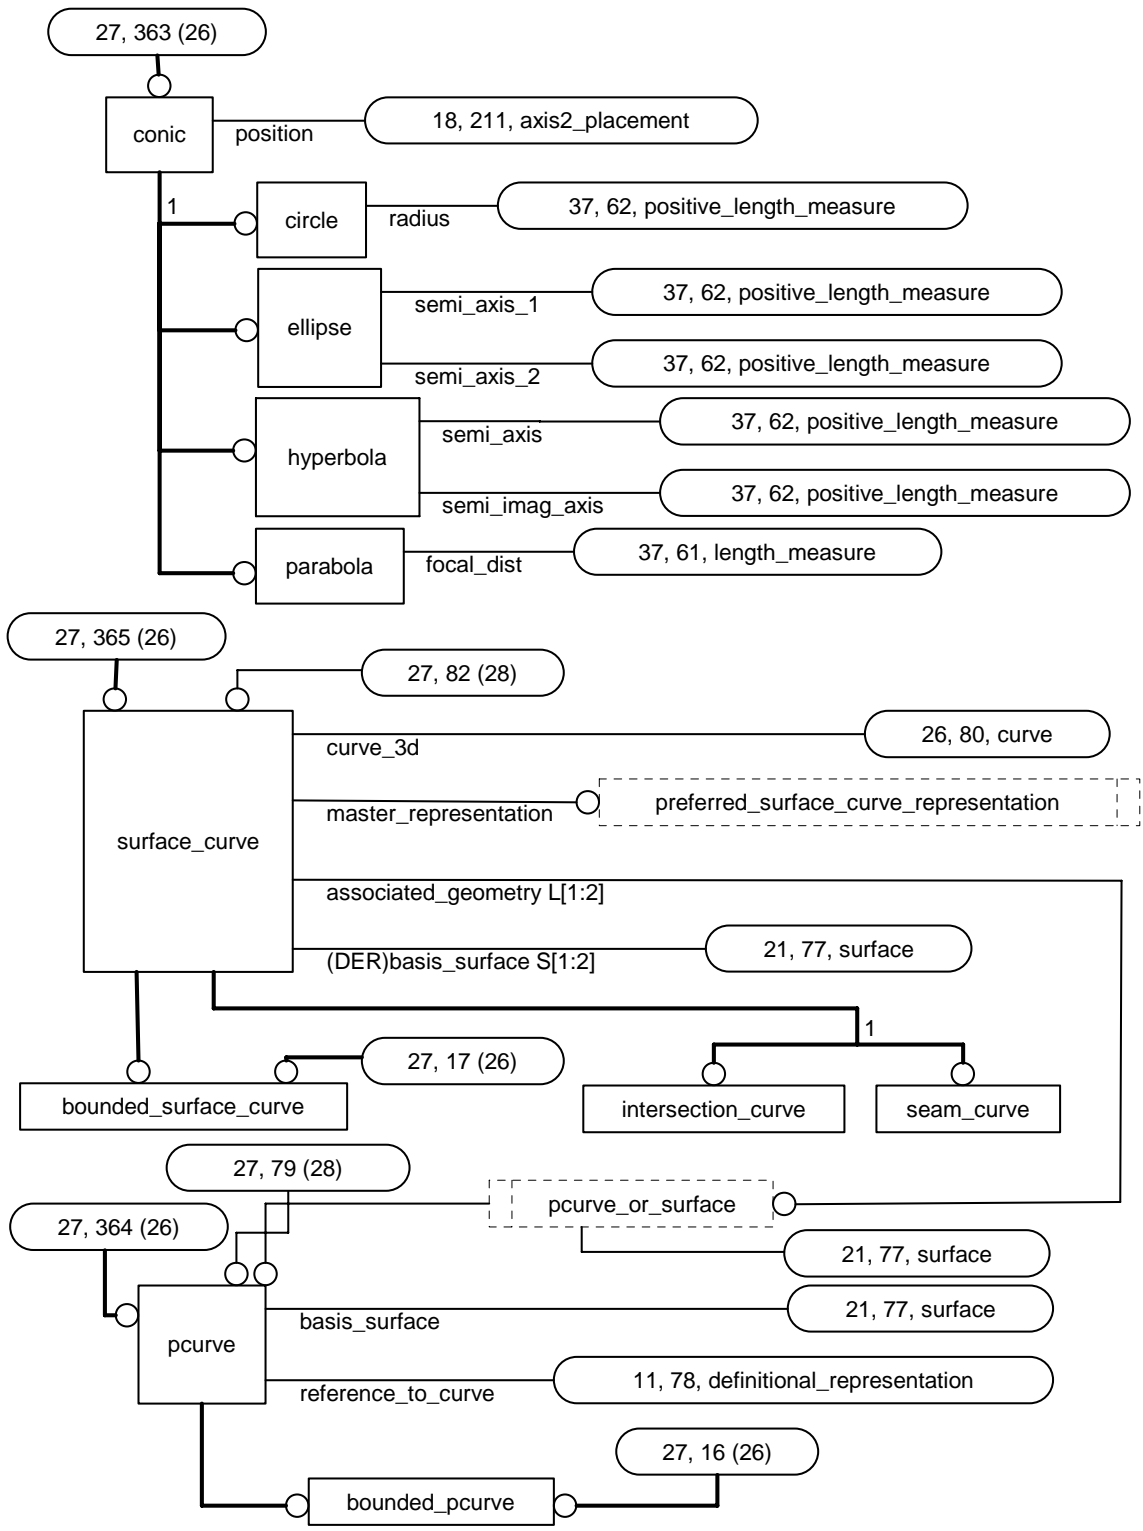 27, 363 (26)
conic
position
18, 211, axis2_placement
1
circle
radius
37, 62, positive_length_measure
ellipse
semi_axis_1
37, 62, positive_length_measure
semi_axis_2
37, 62, positive_length_measure
hyperbola
semi_axis
37, 62, positive_length_measure
semi_imag_axis
37, 62, positive_length_measure
parabola
focal_dist
37, 61, length_measure
27, 365 (26)
27, 82 (28)
surface_curve
curve_3d
26, 80, curve
master_representation
preferred_surface_curve_representation
associated_geometry L[1:2]
(DER)basis_surface S[1:2]
21, 77, surface
1
27, 17 (26)
bounded_surface_curve
intersection_curve
seam_curve
27, 79 (28)
pcurve_or_surface
27, 364 (26)
21, 77, surface
pcurve
basis_surface
21, 77, surface
reference_to_curve
11, 78, definitional_representation
27, 16 (26)
bounded_pcurve